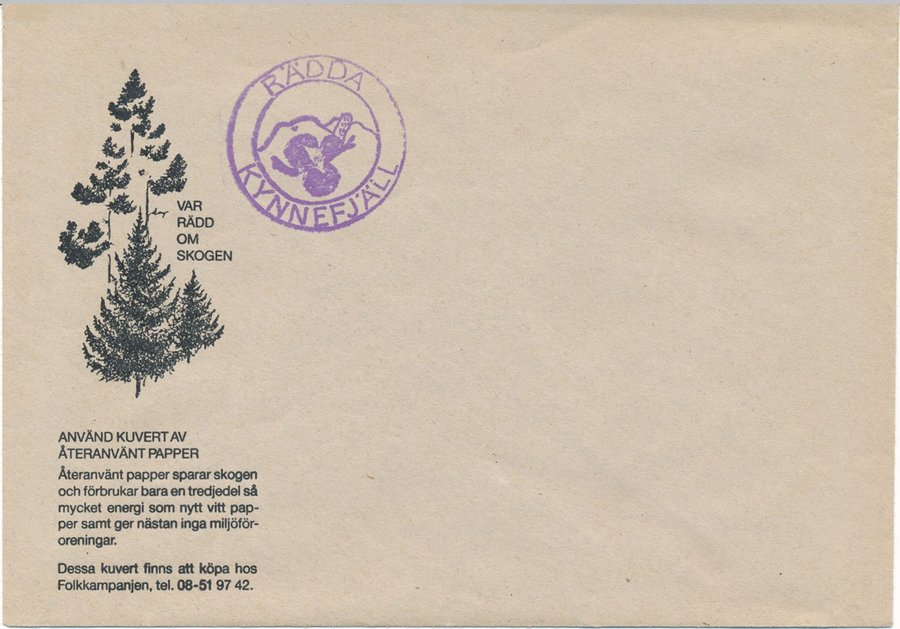 RÄDDA
KYNNEFJÄLL
VAR
RÄDD
OM
SKOGEN
ANVÄND KUVERT AV
ÅTERANVÄNT PAPPER
Återanvänt papper sparar skogen
och förbrukar bara en tredjedel så
mycket energi som nytt vitt pap-
per samt ger nästan inga miljöför-
oreningar.
Dessa kuvert finns att köpa hos
Folkkampanjen, tel. 08-51 97 42.